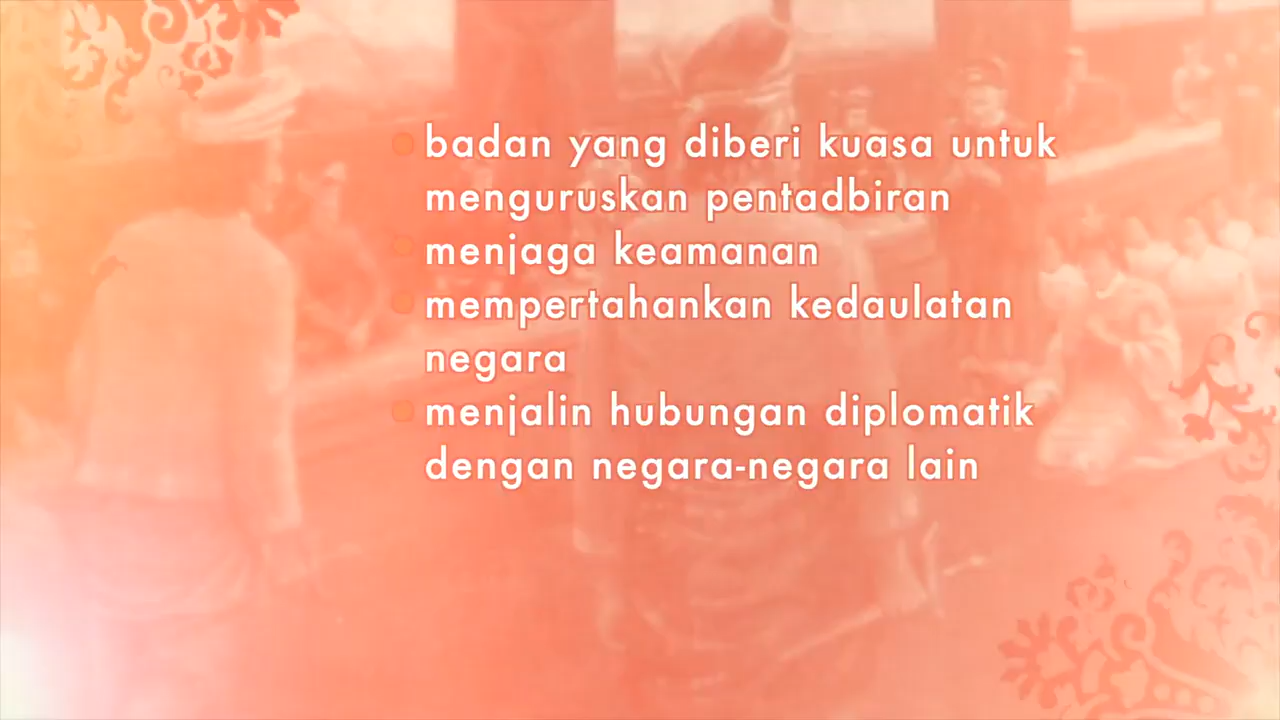 badan yang diberi kuasa untuk
menguruskan pentadbiran
menjaga keamanan
mempertahankan kedaulatan
negara
menjalin hubungan diplomatik
dengan negara-negara lain